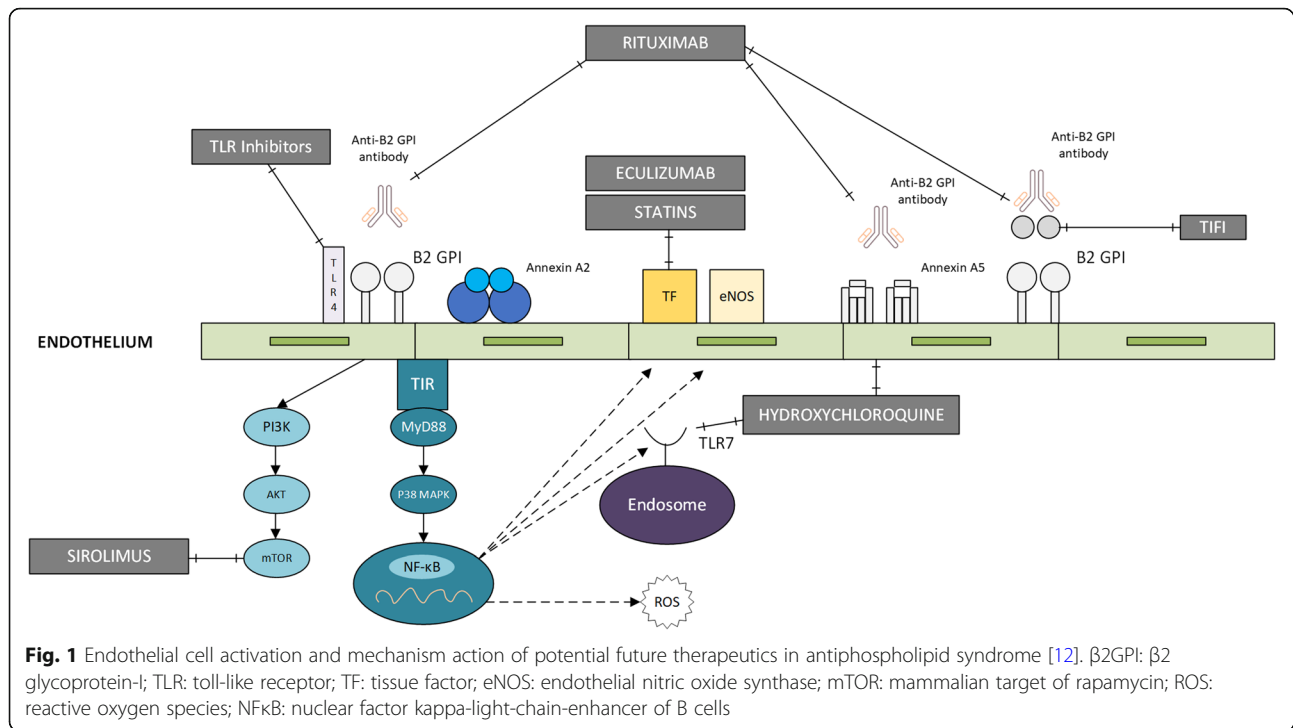 RITUXIMAB
TLR Inhibitors
Anti-B2 GPI
antibody
Anti-B2 GPI
antibody
ECULIZUMAB
STATINS
Anti-B2 GPI
antibody
TIFI
TLR4
B2 GPI
Annexin A2
TF
eNOS
Annexin A5
B2 GPI
ENDOTHELIUM
TIR
HYDROXYCHLOROQUINE
PI3K
MyD88
TLR7
AKT
P38 MAPK
Endosome
SIROLIMUS
mTOR
NF-κB
ROS
Fig. 1 Endothelial cell activation and mechanism action of potential future therapeutics in antiphospholipid syndrome [12]. β2GPI: β2
glycoprotein-I; TLR: toll-like receptor; TF: tissue factor; eNOS: endothelial nitric oxide synthase; mTOR: mammalian target of rapamycin; ROS:
reactive oxygen species; NFκB: nuclear factor kappa-light-chain-enhancer of B cells